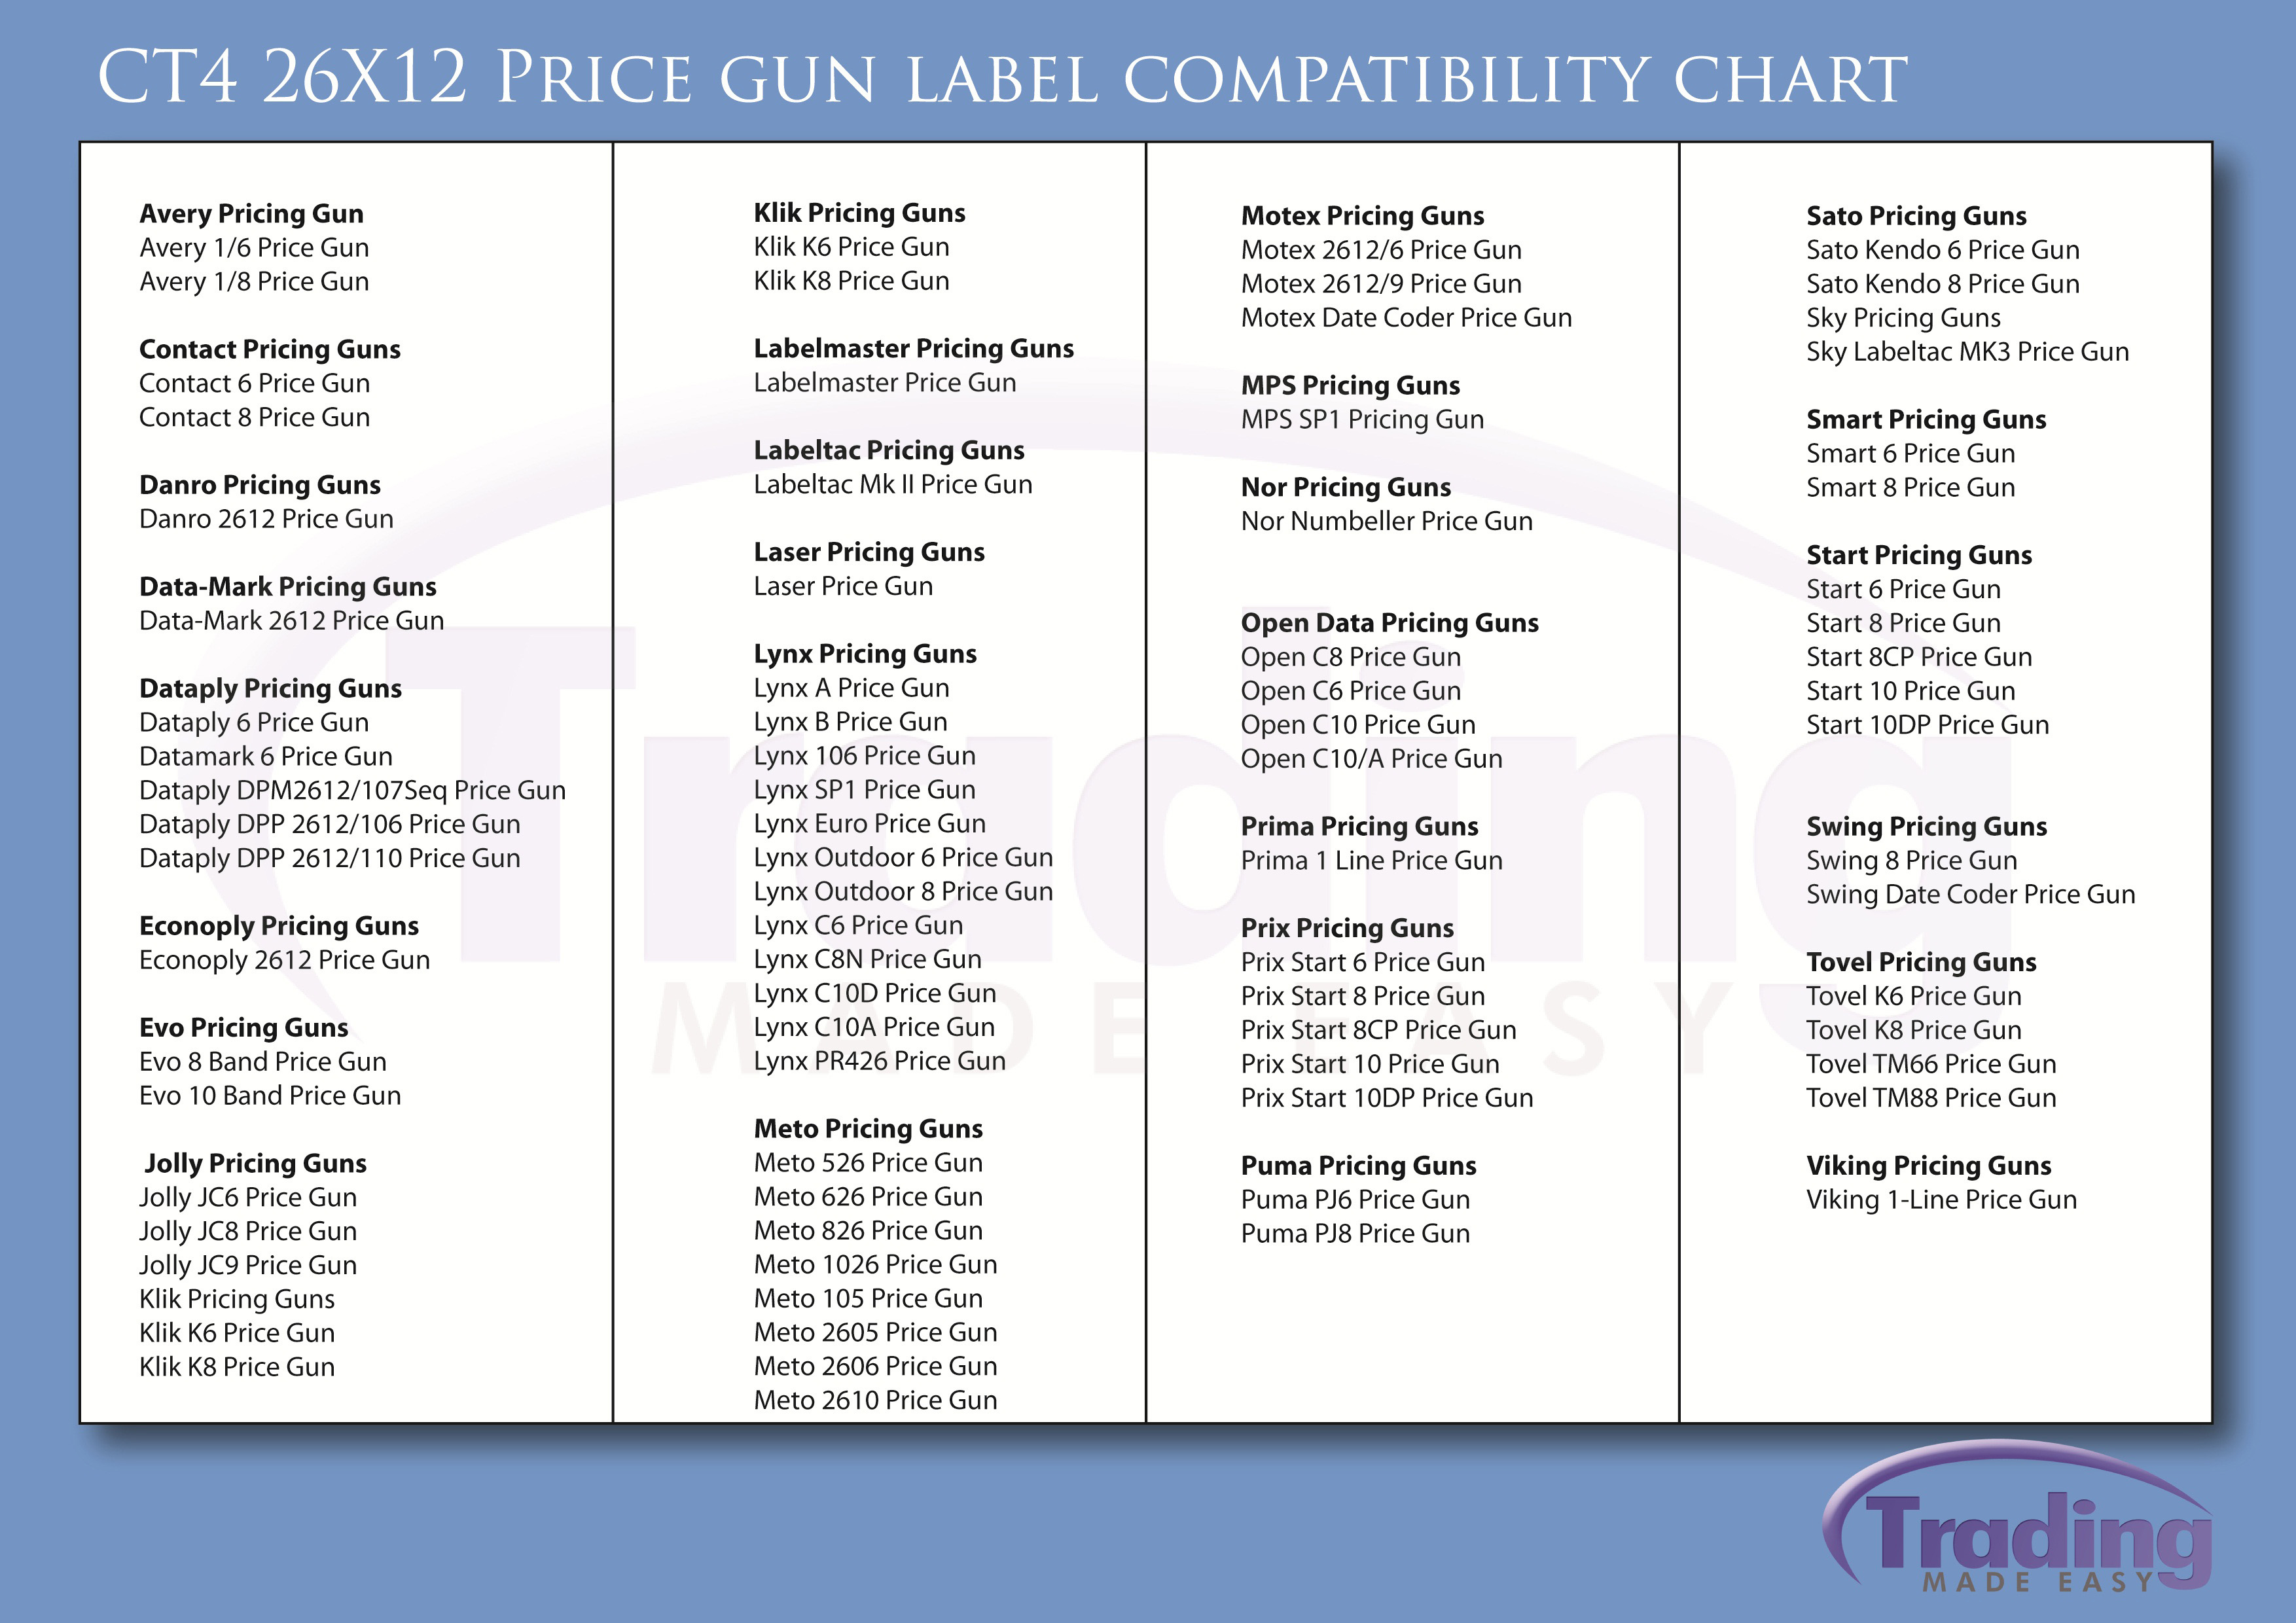 CT4 26X12 Price gun label compatibility chart
Avery Pricing Gun
Avery 1/6 Price Gun
Avery 1/8 Price Gun
Contact Pricing Guns
Contact 6 Price Gun
Contact 8 Price Gun
Danro Pricing Guns
Danro 2612 Price Gun
Data-Mark Pricing Guns
Data-Mark 2612 Price Gun
Dataply Pricing Guns
Dataply 6 Price Gun
Datamark 6 Price Gun
Dataply DPM2612/107Seq Price Gun
Dataply DPP 2612/106 Price Gun
Dataply DPP 2612/110 Price Gun
Econoply Pricing Guns
Econoply 2612 Price Gun
Evo Pricing Guns
Evo 8 Band Price Gun
Evo 10 Band Price Gun
Jolly Pricing Guns
Jolly JC6 Price Gun
Jolly JC8 Price Gun
Jolly JC9 Price Gun
Klik Pricing Guns
Klik K6 Price Gun
Klik K8 Price Gun
Klik Pricing Guns
Klik K6 Price Gun
Klik K8 Price Gun
Labelmaster Pricing Guns
Labelmaster Price Gun
Labeltac Pricing Guns
Labeltac Mk II Price Gun
Laser Pricing Guns
Laser Price Gun
Lynx Pricing Guns
Lynx A Price Gun
Lynx B Price Gun
Lynx 106 Price Gun
Lynx SP1 Price Gun
Lynx Euro Price Gun
Lynx Outdoor 6 Price Gun
Lynx Outdoor 8 Price Gun
Lynx C6 Price Gun
Lynx C8N Price Gun
Lynx C10D Price Gun
Lynx C10A Price Gun
Lynx PR426 Price Gun
Meto Pricing Guns
Meto 526 Price Gun
Meto 626 Price Gun
Meto 826 Price Gun
Meto 1026 Price Gun
Meto 105 Price Gun
Meto 2605 Price Gun
Meto 2606 Price Gun
Meto 2610 Price Gun
Motex Pricing Guns
Motex 2612/6 Price Gun
Motex 2612/9 Price Gun
Motex Date Coder Price Gun
MPS Pricing Guns
MPS SP1 Pricing Gun
Nor Pricing Guns
Nor Numbeller Price Gun
Open Data Pricing Guns
Open C8 Price Gun
Open C6 Price Gun
Open C10 Price Gun
Open C10/A Price Gun
Prima Pricing Guns
Prima 1 Line Price Gun
Prix Pricing Guns
Prix Start 6 Price Gun
Prix Start 8 Price Gun
Prix Start 8CP Price Gun
Prix Start 10 Price Gun
Prix Start 10DP Price Gun
Puma Pricing Guns
Puma PJ6 Price Gun
Puma PJ8 Price Gun
Sato Pricing Guns
Sato Kendo 6 Price Gun
Sato Kendo 8 Price Gun
Sky Pricing Guns
Sky Labeltac MK3 Price Gun
Smart Pricing Guns
Smart 6 Price Gun
Smart 8 Price Gun
Start Pricing Guns
Start 6 Price Gun
Start 8 Price Gun
Start 8CP Price Gun
Start 10 Price Gun
Start 10DP Price Gun
Swing Pricing Guns
Swing 8 Price Gun
Swing Date Coder Price Gun
Tovel Pricing Guns
Tovel K6 Price Gun
Tovel K8 Price Gun
Tovel TM66 Price Gun
Tovel TM88 Price Gun
Viking Pricing Guns
Viking 1-Line Price Gun
Trading
MADE EASY
Trading
MADE EASY